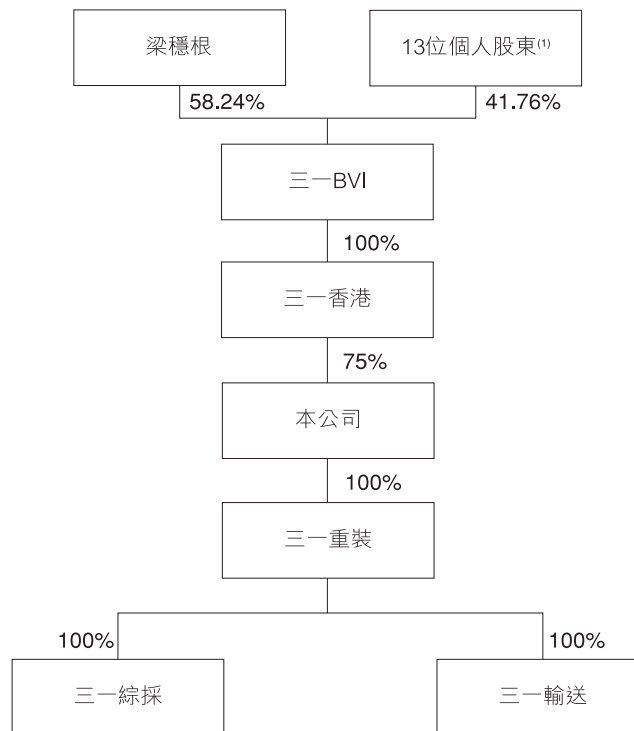 梁穩根
13位個人股東⁽¹⁾
58.24%
41.76%
三一BVI
100%
三一香港
75%
本公司
100%
三一重裝
100%
100%
三一綜採
三一輸送